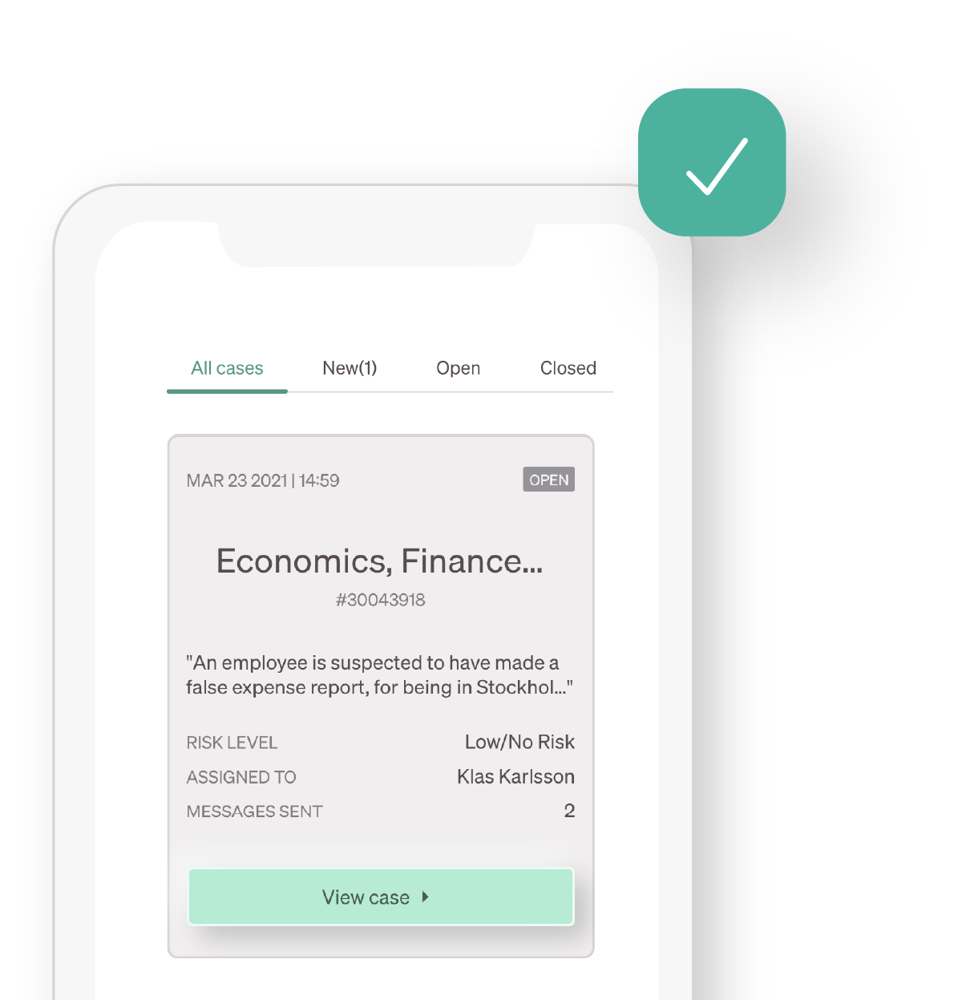 All cases New(1) Open Closed
MAR 23 2021 | 14:59 OPEN
Economics, Finance...
#30043918
"An employee is suspected to have made a
false expense report, for being in Stockhol..."
RISK LEVEL Low/No Risk
ASSIGNED TO Klas Karlsson
MESSAGES SENT 2
View case